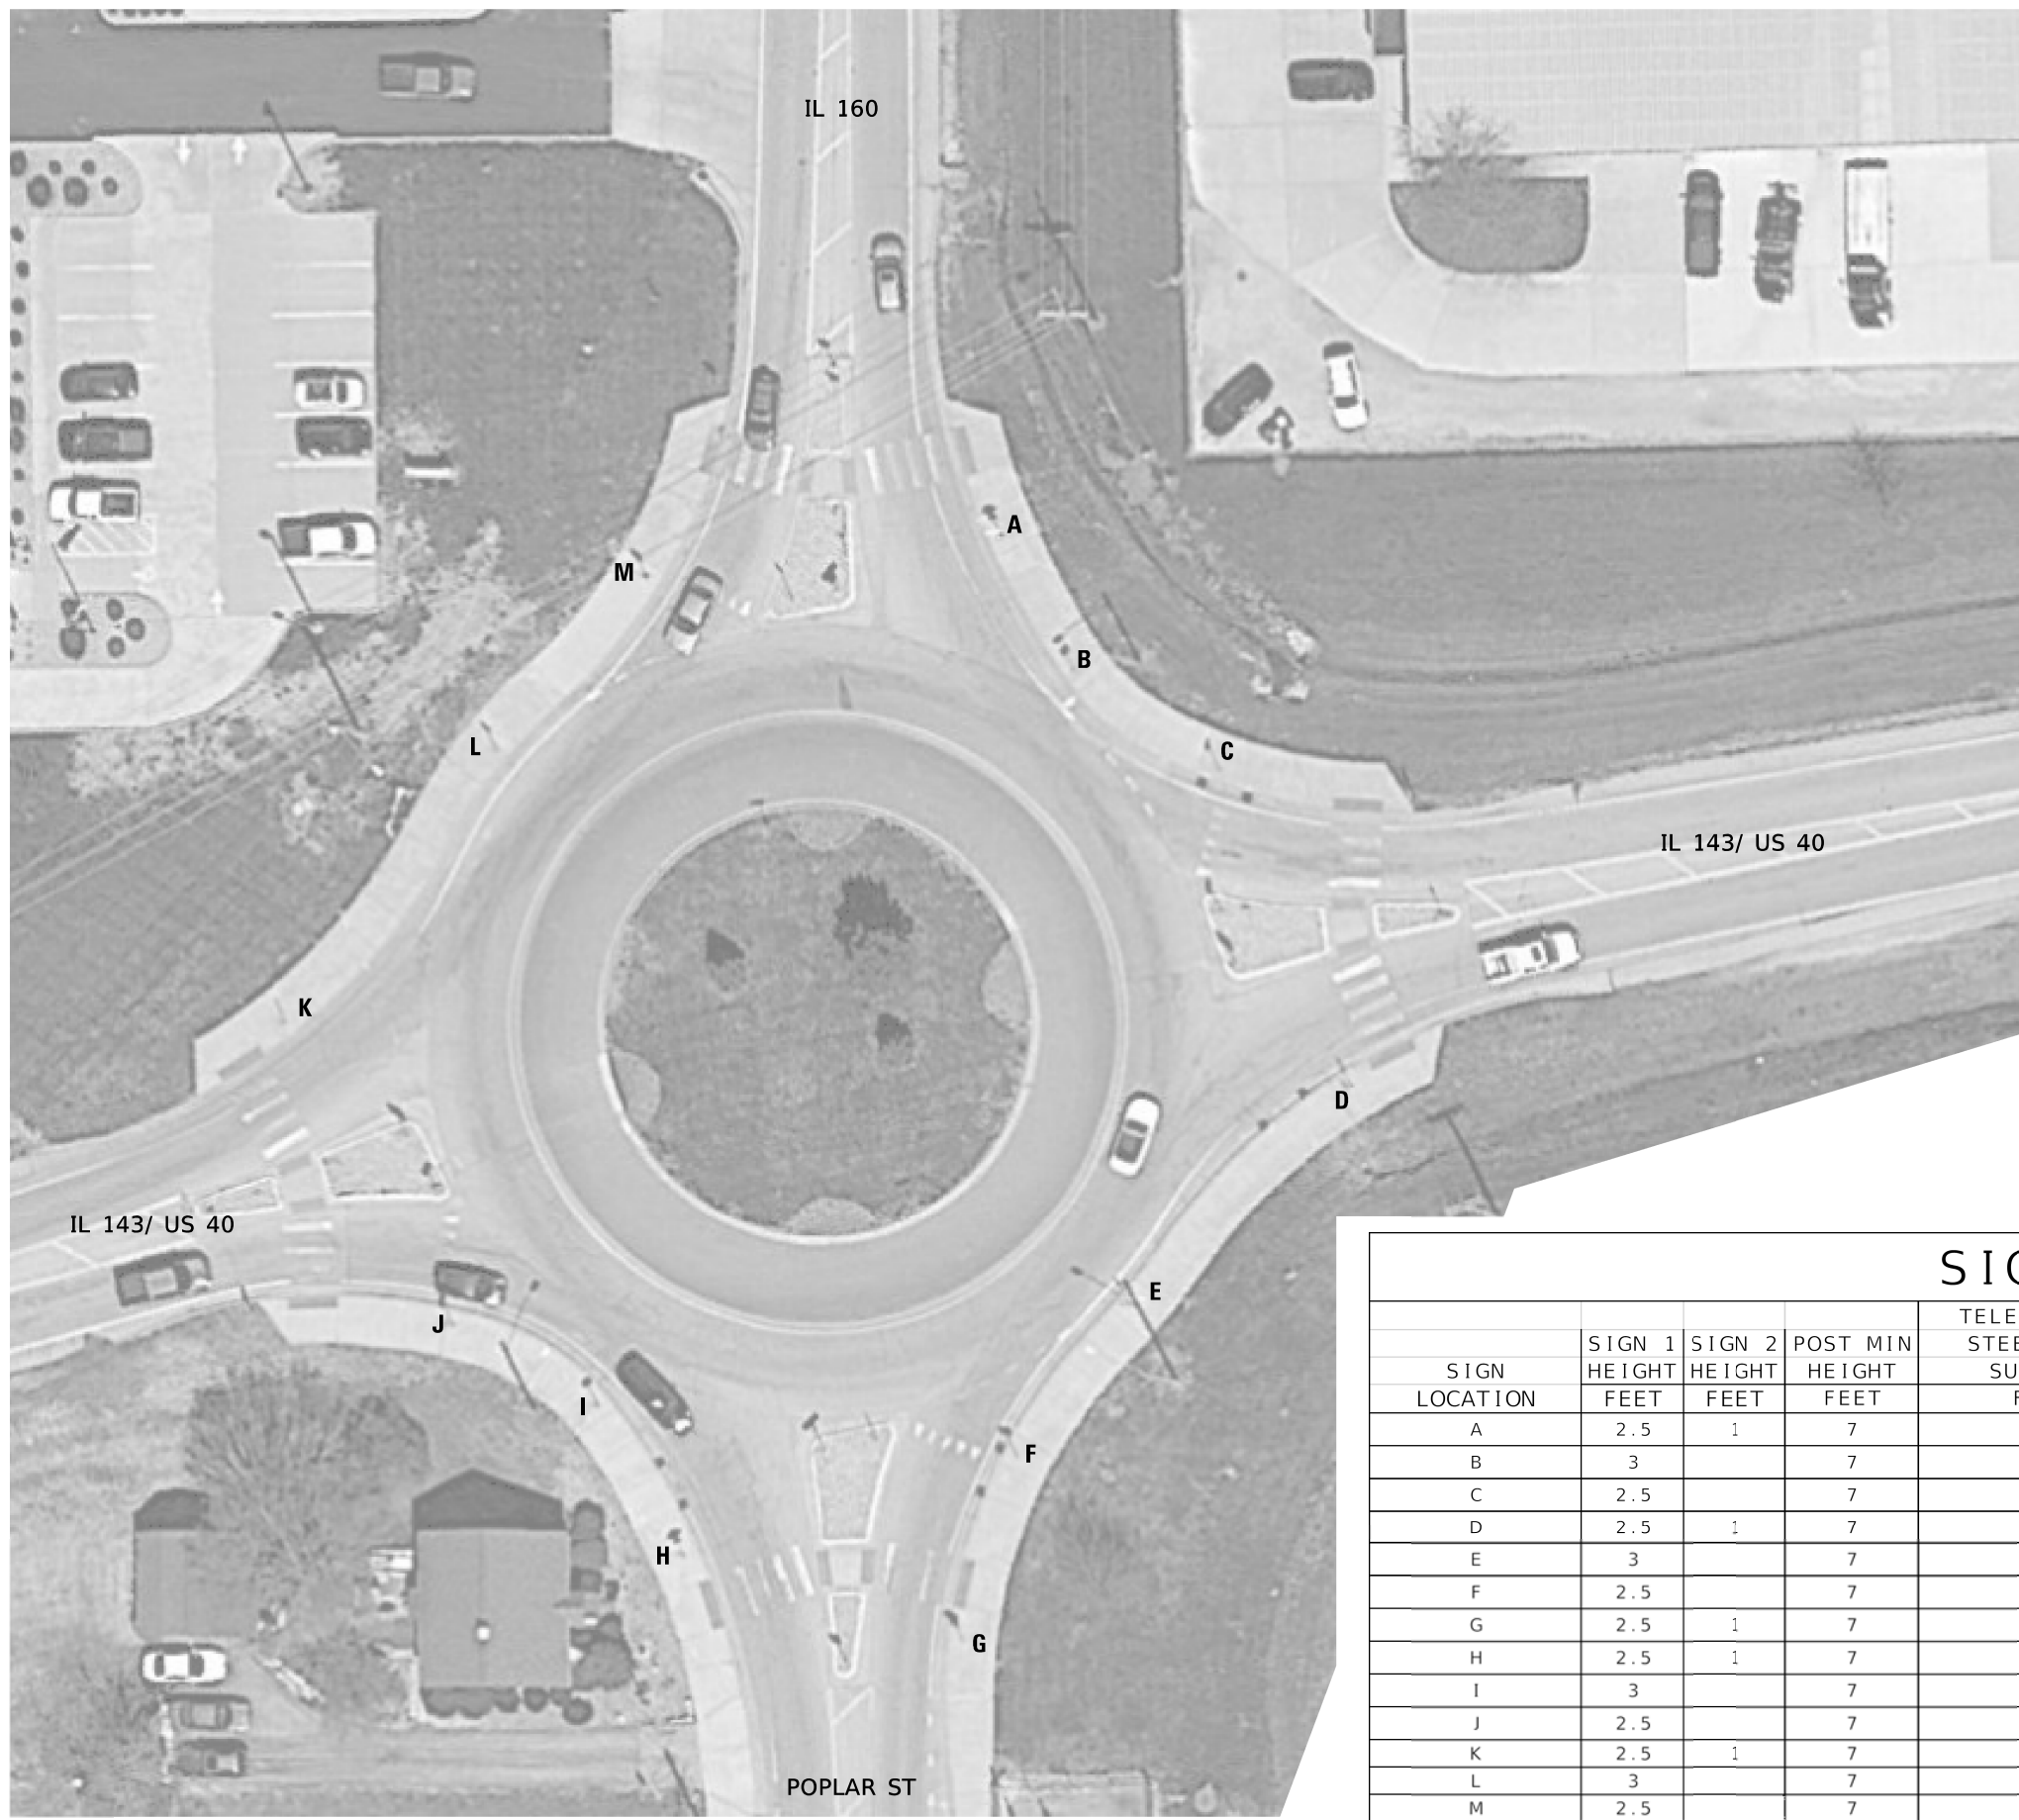 IL 160
A
M
B
L
C
IL 143/ US 40
K
D
IL 143/ US 40
E
J
I
F
H
G
POPLAR ST
SIG
TELE
SIGN 1 SIGN 2 POST MIN STEE
SIGN HEIGHT HEIGHT HEIGHT SU
LOCATION FEET FEET FEET F
A 2.5 1 7
B 3 7
C 2.5 7
D 2.5 1 7
E 3 7
F 2.5 7
G 2.5 1 7
H 2.5 1 7
I 3 7
J 2.5 7
K 2.5 1 7
L 3 7
M 2.5 7